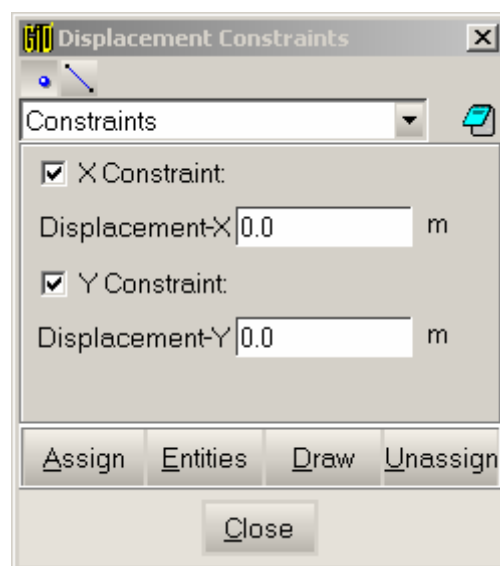 GiD Displacement Constraints
Constraints
X Constraint:
Displacement-X 0.0 m
Y Constraint:
Displacement-Y 0.0 m
Assign Entities Draw Unassign
Close